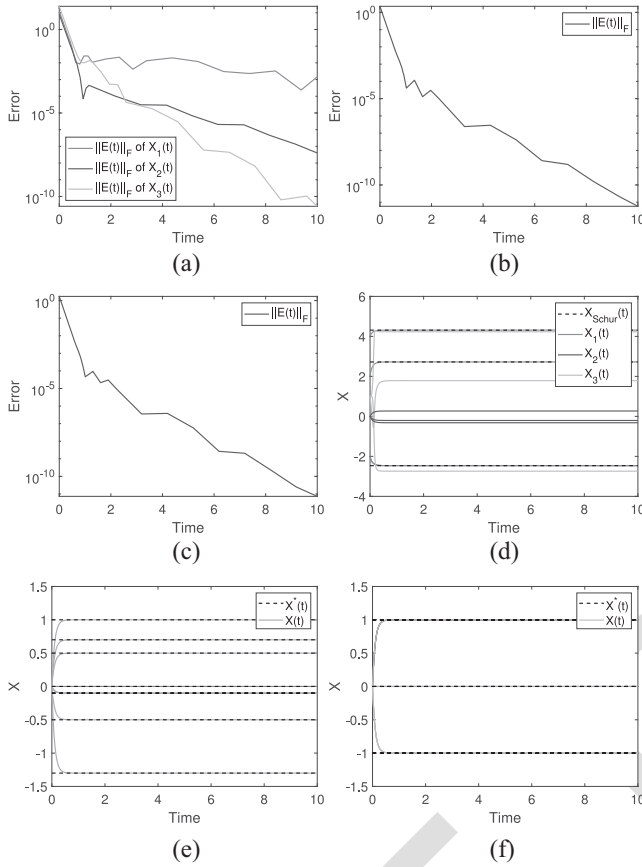 10^0
10^-5
10^-10
Error
||E(t)||_F of X_1(t)
||E(t)||_F of X_2(t)
||E(t)||_F of X_3(t)
0 2 4 6 8 10
Time
(a)
10^0
10^-5
10^-10
Error
||E(t)||_F
0 2 4 6 8 10
Time
(b)
10^0
10^-5
10^-10
Error
||E(t)||_F
0 2 4 6 8 10
Time
(c)
6
4
2
0
-2
-4
X
X_Schur(t)
X_1(t)
X_2(t)
X_3(t)
0 2 4 6 8 10
Time
(d)
1.5
1
0.5
0
-0.5
-1
-1.5
X
X^*(t)
X(t)
0 2 4 6 8 10
Time
(e)
1.5
1
0.5
0
-0.5
-1
-1.5
X
X^*(t)
X(t)
0 2 4 6 8 10
Time
(f)